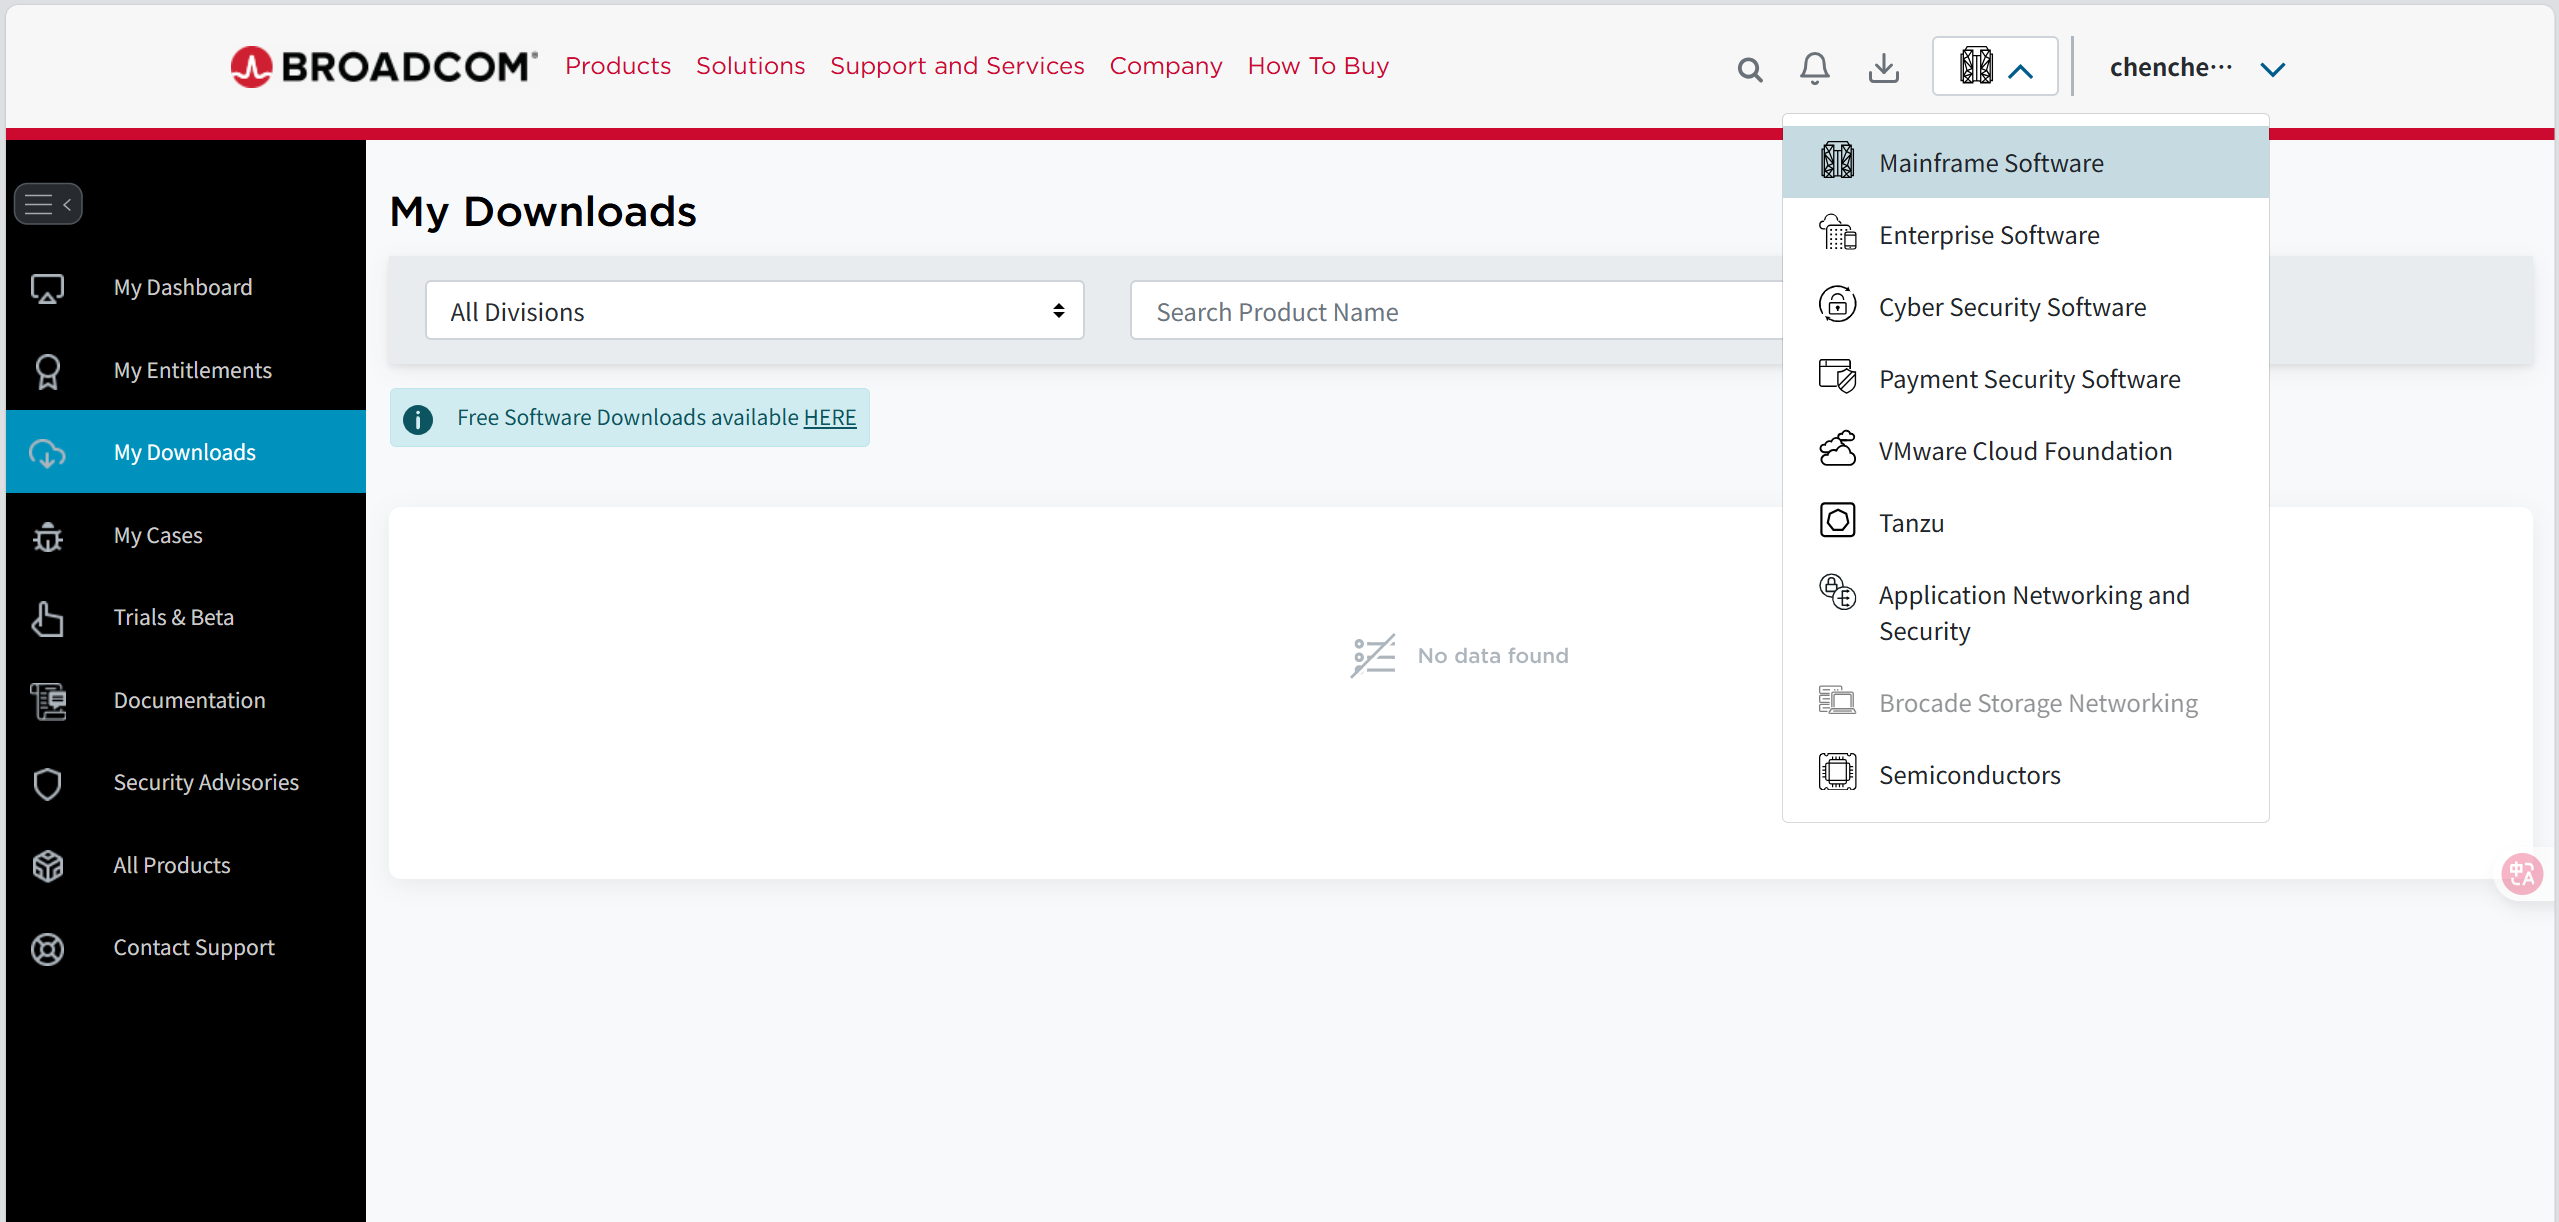 BROADCOM®
Products Solutions Support and Services Company How To Buy
chenche···
My Dashboard
My Entitlements
My Downloads
My Cases
Trials & Beta
Documentation
Security Advisories
All Products
Contact Support
My Downloads
All Divisions
Search Product Name
Free Software Downloads available HERE
No data found
Mainframe Software
Enterprise Software
Cyber Security Software
Payment Security Software
VMware Cloud Foundation
Tanzu
Application Networking and
Security
Brocade Storage Networking
Semiconductors
中A